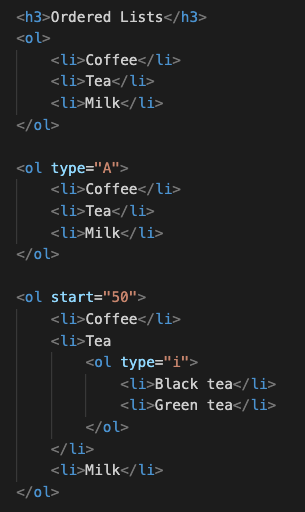 <h3>Ordered Lists</h3>
<ol>
    <li>Coffee</li>
    <li>Tea</li>
    <li>Milk</li>
</ol>

<ol type="A">
    <li>Coffee</li>
    <li>Tea</li>
    <li>Milk</li>
</ol>

<ol start="50">
    <li>Coffee</li>
    <li>Tea
        <ol type="i">
            <li>Black tea</li>
            <li>Green tea</li>
        </ol>
    </li>
    <li>Milk</li>
</ol>